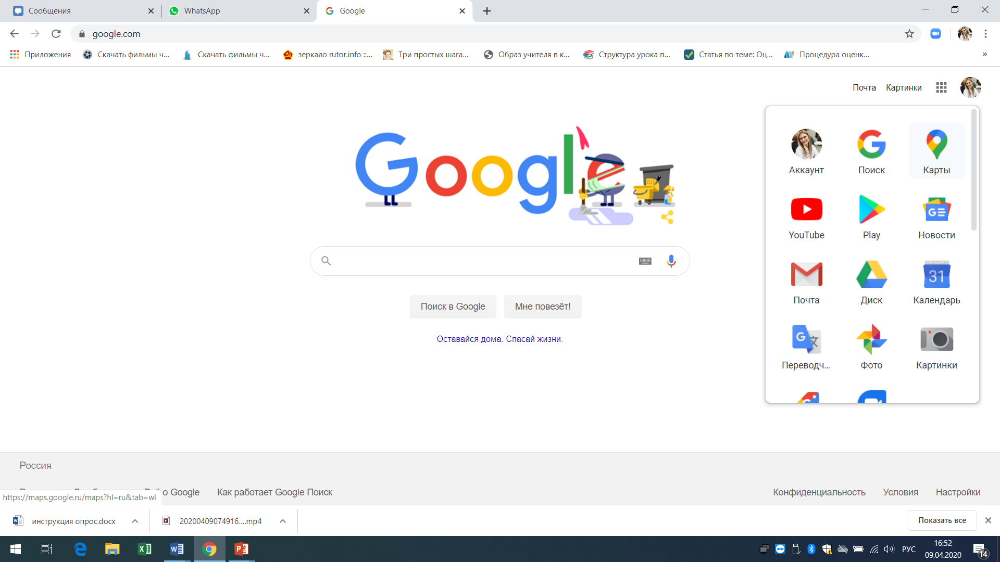 Сообщения
WhatsApp
Google
google.com
Приложения
Скачать фильмы ч...
Скачать фильмы ч...
зеркало rutor.info ::...
Три простых шага...
Образ учителя в к...
Структура урока п...
Статья по теме: Оц...
Процедура оценк...
»
Почта
Картинки
Google
Аккаунт
Поиск
Карты
YouTube
Play
Новости
Почта
Диск
31
Календарь
Переводч...
Фото
Картинки
Поиск в Google
Мне повезёт!
Оставайся дома. Спасай жизни.
Россия
о Google
Как работает Google Поиск
Конфиденциальность
Условия
Настройки
https://maps.google.ru/maps?hl=ru&tab=wl
инструкция опрос.docx
20200409074916....mp4
Показать все
РУС
16:52
09.04.2020
14